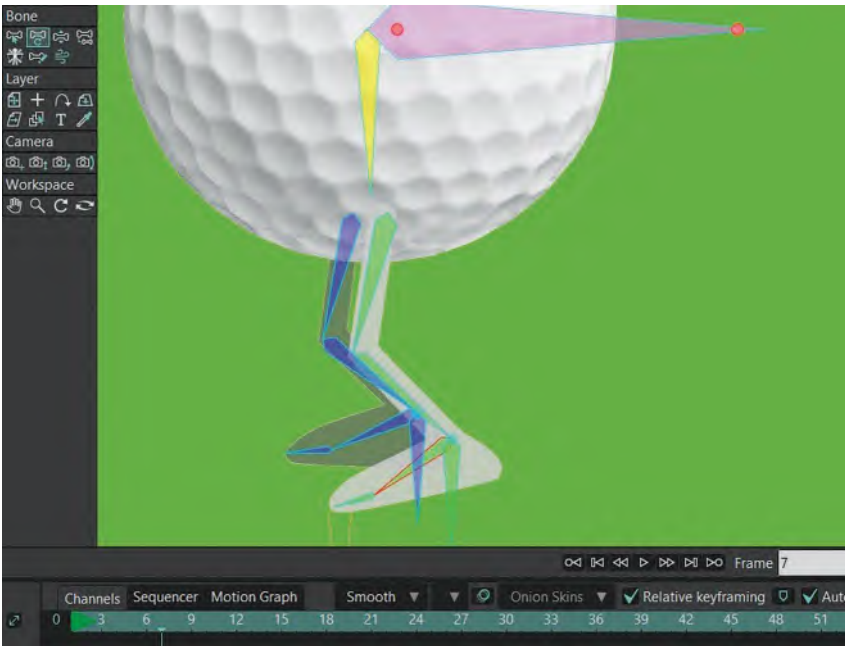 Bone
Layer
T
Camera
Workspace
Frame 7
Channels Sequencer Motion Graph Smooth Onion Skins Relative keyframing
0 3 6 9 12 15 18 21 24 27 30 33 36 39 42 45 48 51